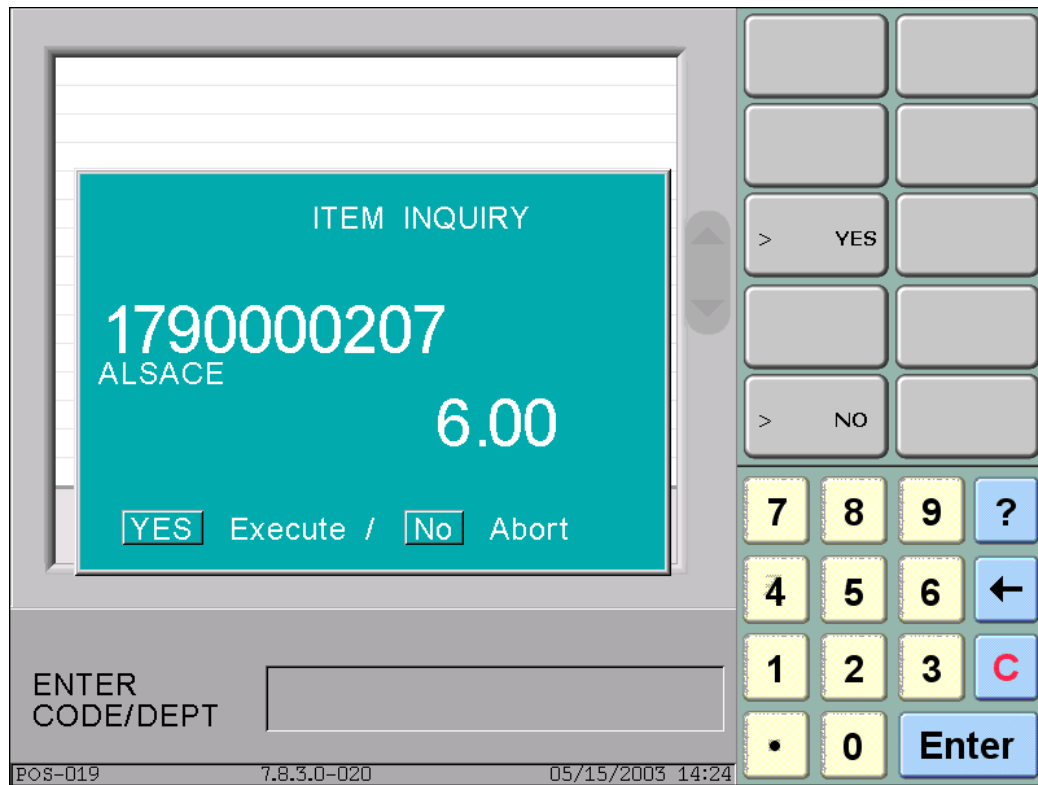 ITEM INQUIRY
1790000207
ALSACE
6.00
YES Execute / No Abort
ENTER
CODE/DEPT
POS-019 7.8.3.0-020 05/15/2003 14:24
> YES
> NO
7 8 9 ?
4 5 6 ←
1 2 3 C
. 0 Enter